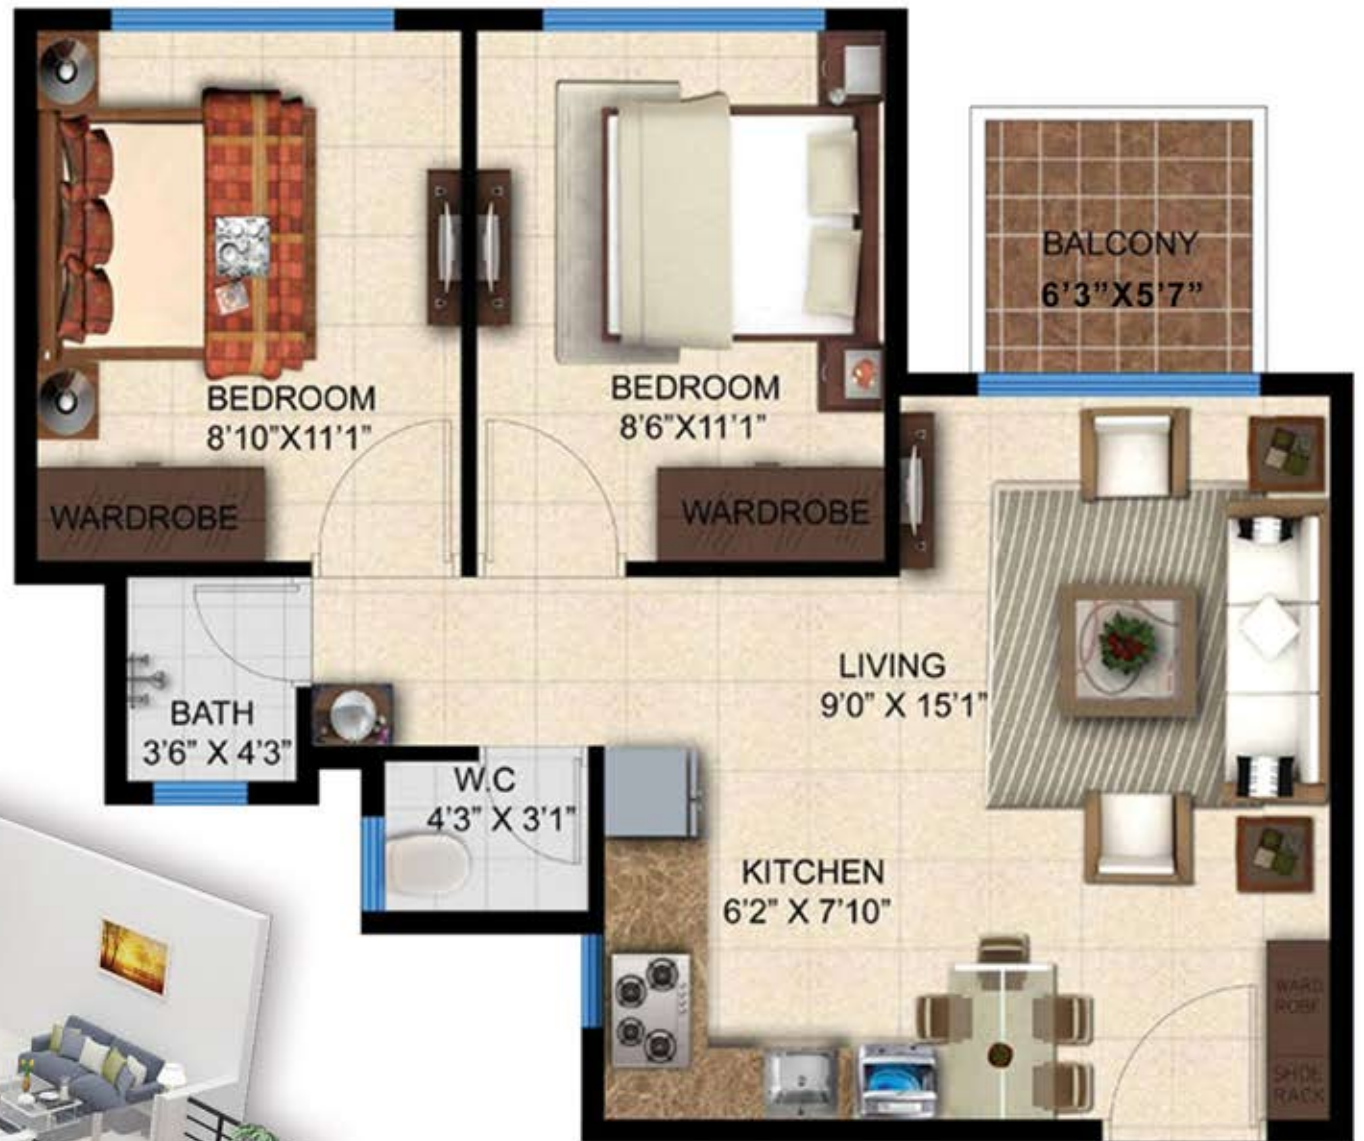 BALCONY
6'3"X5'7"
BEDROOM
8'10"X11'1"
BEDROOM
8'6"X11'1"
WARDROBE
WARDROBE
LIVING
9'0" X 15'1"
BATH
3'6" X 4'3"
W.C
4'3" X 3'1"
KITCHEN
6'2" X 7'10"
WARD
ROBE
SHOE
RACK